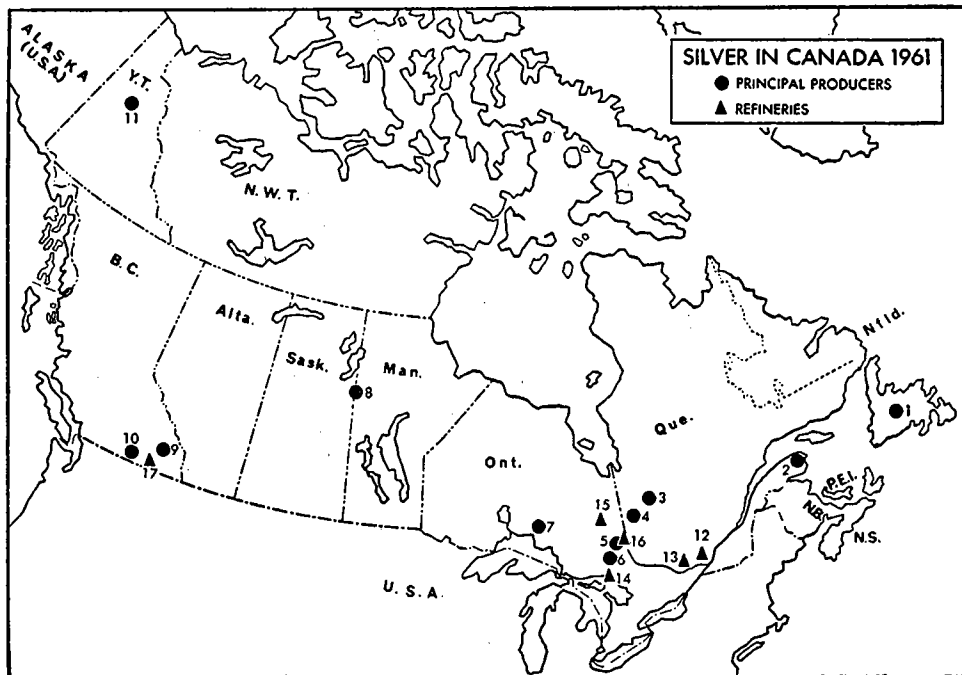 SILVER IN CANADA 1961
PRINCIPAL PRODUCERS
REFINERIES
ALASKA
(U.S.A.)
Y.T.
11
N.W.T.
B.C.
Alta.
Sask.
Man.
8
Nfld.
1
Que.
Ont.
2
P.E.I.
N.B.
N.S.
10
9
17
3
4
15
7
5
16
6
12
13
14
U.S.A.